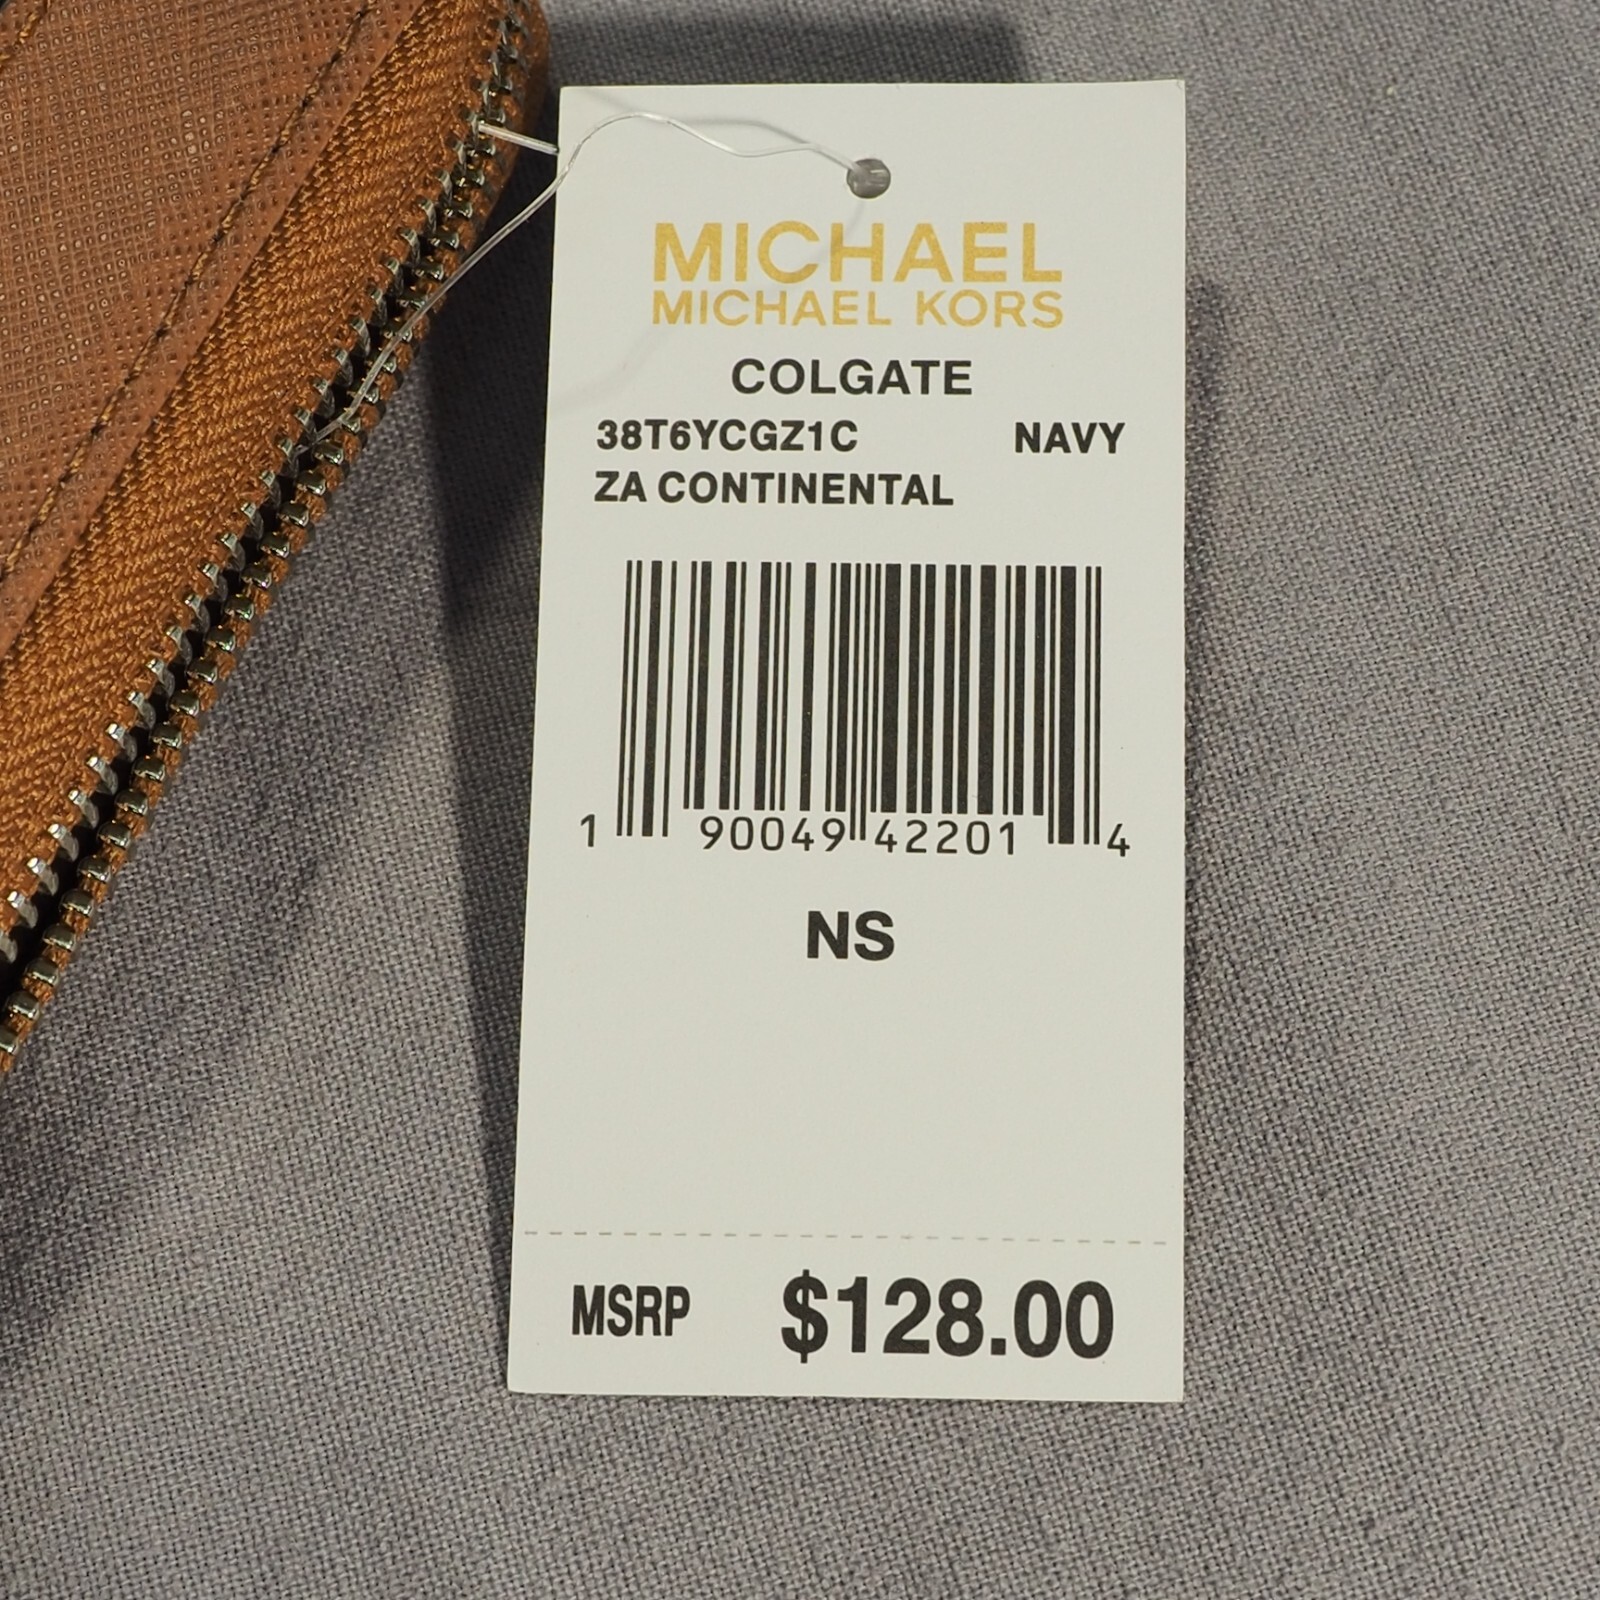 MICHAEL
MICHAEL KORS
COLGATE
38T6YCGZ1C NAVY
ZA CONTINENTAL
1 90049 42201 4
NS
MSRP $128.00